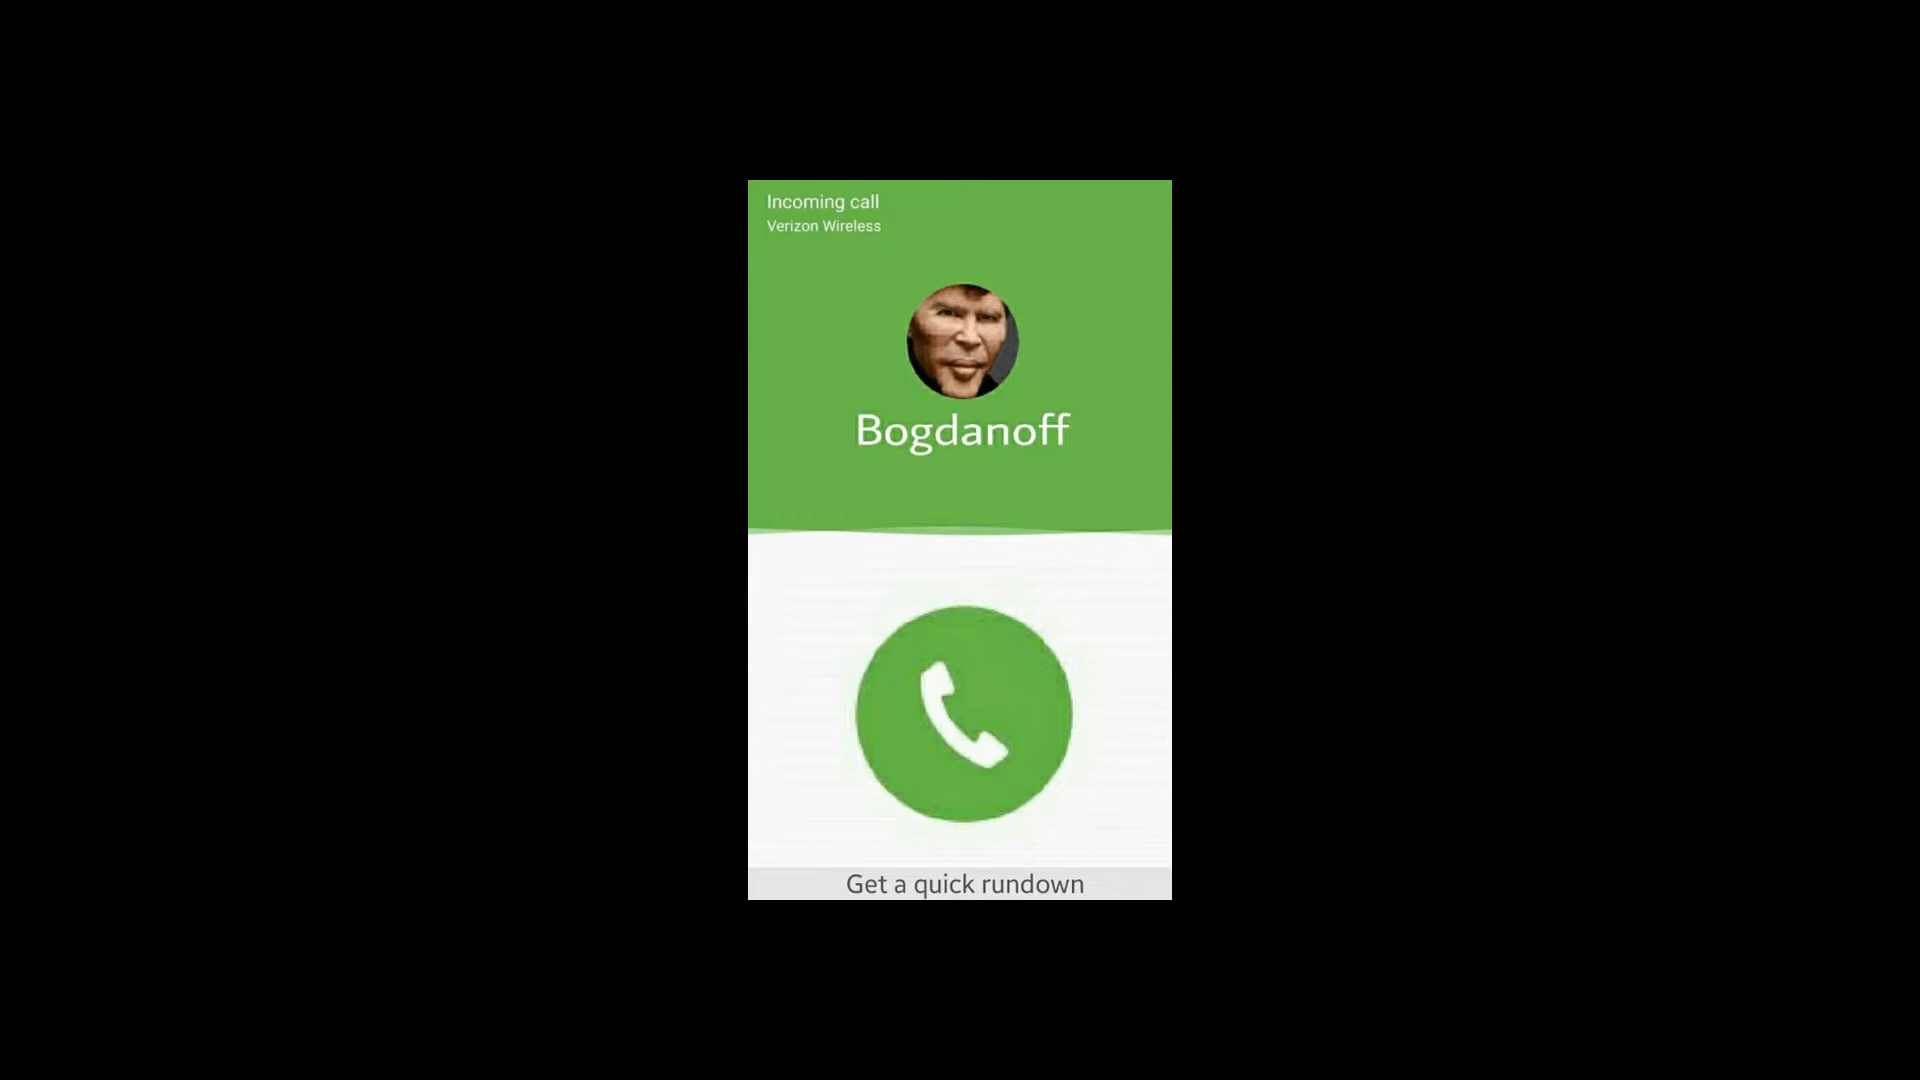 Incoming call
Verizon Wireless
Bogdanoff
Get a quick rundown